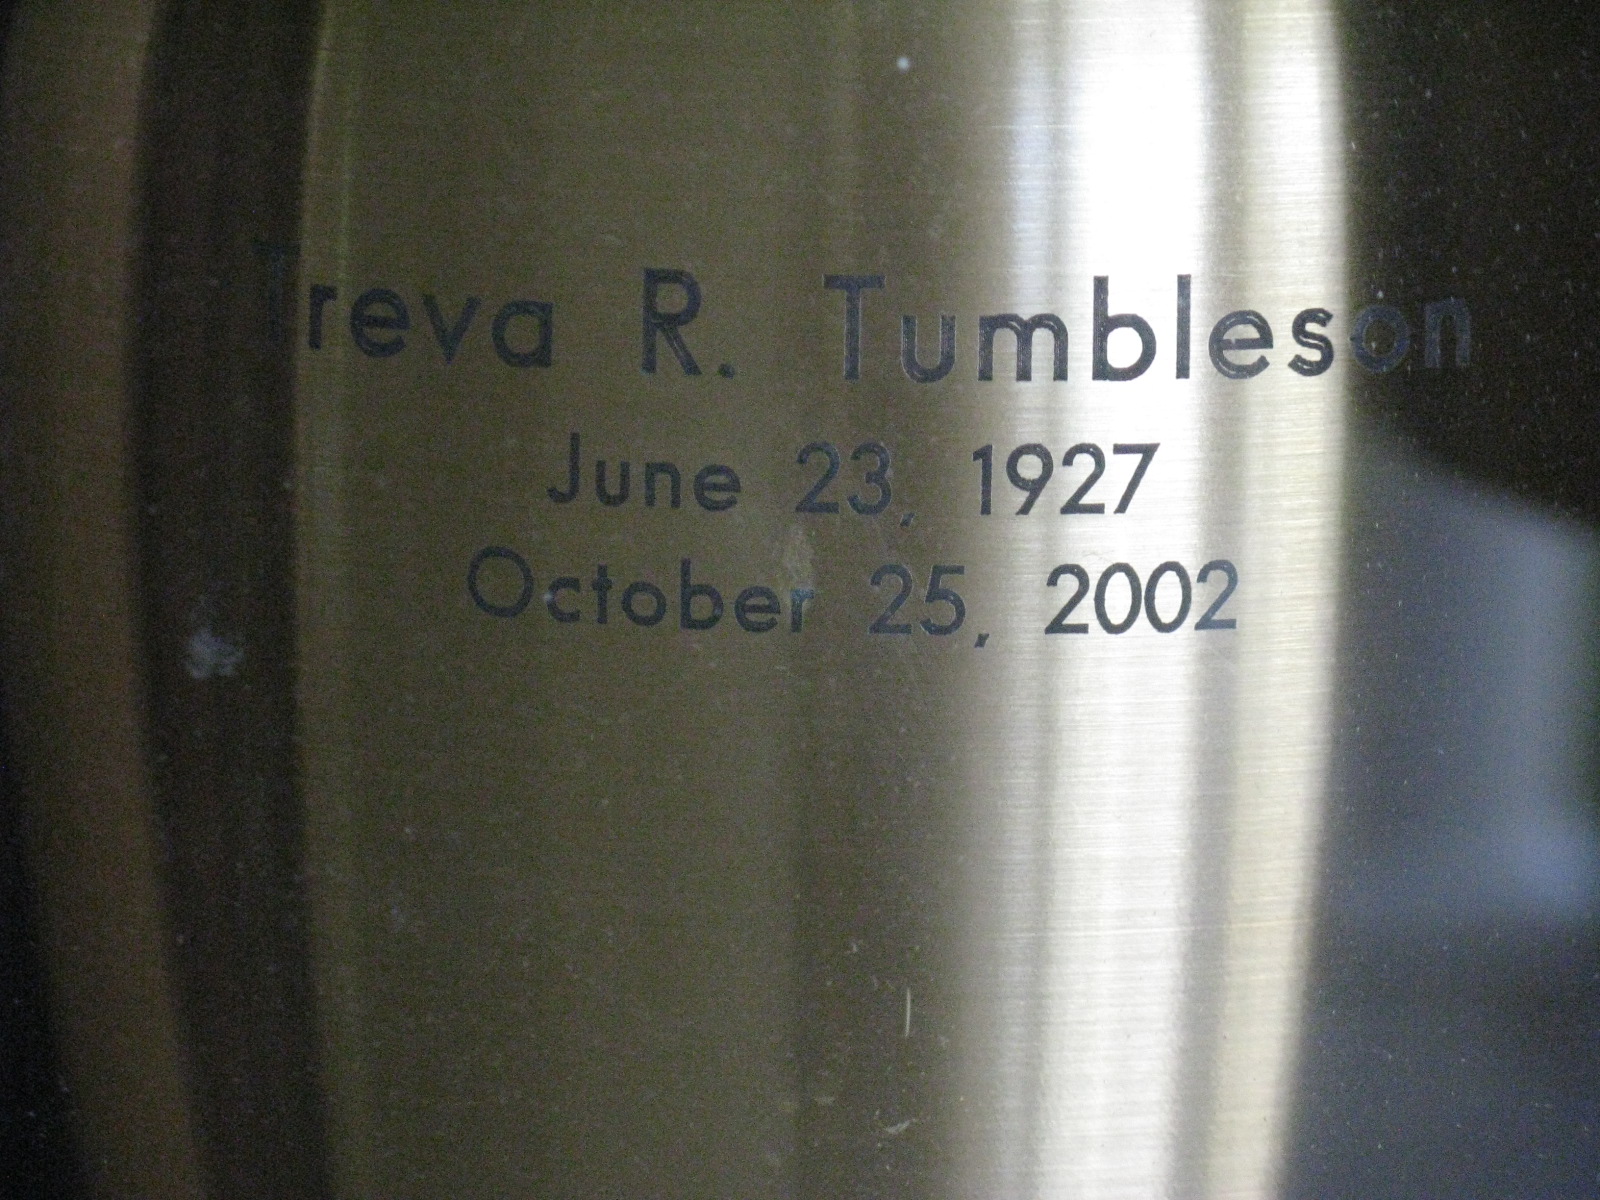 Treva R. Tumbleson
June 23, 1927
October 25, 2002